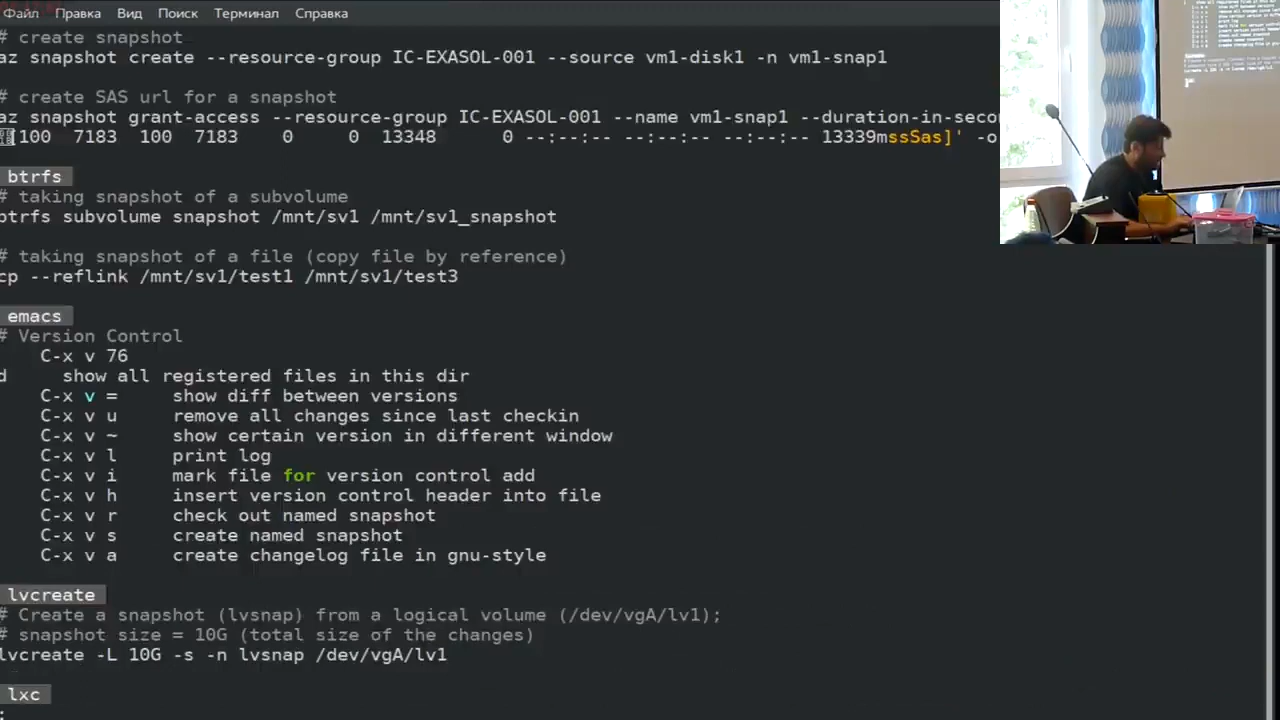 Файл Правка Вид Поиск Терминал Справка
# create snapshot
az snapshot create --resource-group IC-EXASOL-001 --source vm1-disk1 -n vm1-snap1
# create SAS url for a snapshot
az snapshot grant-access --resource-group IC-EXASOL-001 --name vm1-snap1 --duration-in-seco
[100 7183 100 7183 0 0 13348 0 --:--:-- --:--:-- --:--:-- 13339mssSas]' -o
btrfs
# taking snapshot of a subvolume
btrfs subvolume snapshot /mnt/sv1 /mnt/sv1_snapshot
# taking snapshot of a file (copy file by reference)
cp --reflink /mnt/sv1/test1 /mnt/sv1/test3
emacs
# Version Control
C-x v 76
d show all registered files in this dir
C-x v = show diff between versions
C-x v u remove all changes since last checkin
C-x v ~ show certain version in different window
C-x v l print log
C-x v i mark file for version control add
C-x v h insert version control header into file
C-x v r check out named snapshot
C-x v s create named snapshot
C-x v a create changelog file in gnu-style
lvcreate
# Create a snapshot (lvsnap) from a logical volume (/dev/vgA/lv1);
# snapshot size = 10G (total size of the changes)
lvcreate -L 10G -s -n lvsnap /dev/vgA/lv1
lxc
: